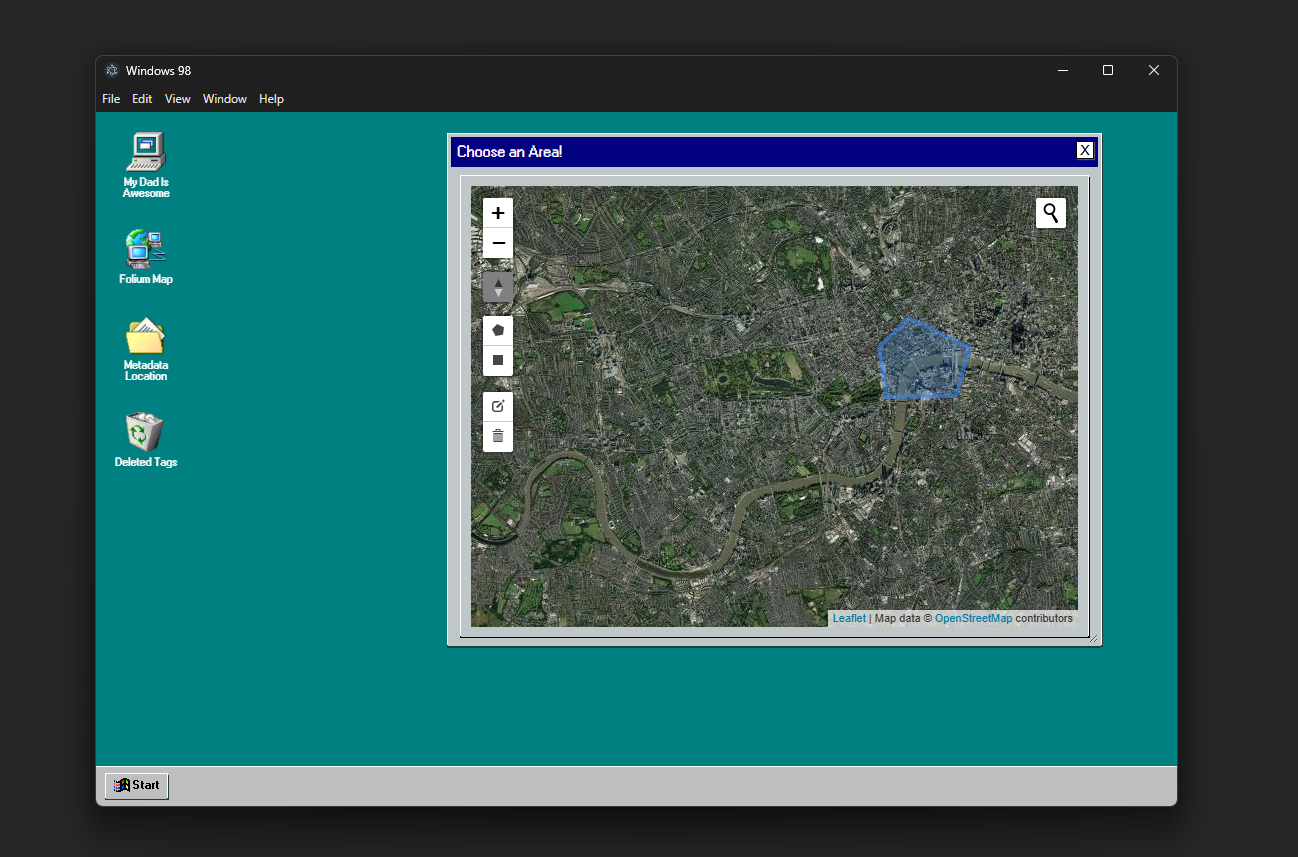 Windows 98
File Edit View Window Help
My Dad Is
Awesome
Folium Map
Metadata
Location
Deleted Tags
Choose an Area!
X
+
−
Leaflet | Map data © OpenStreetMap contributors
Start